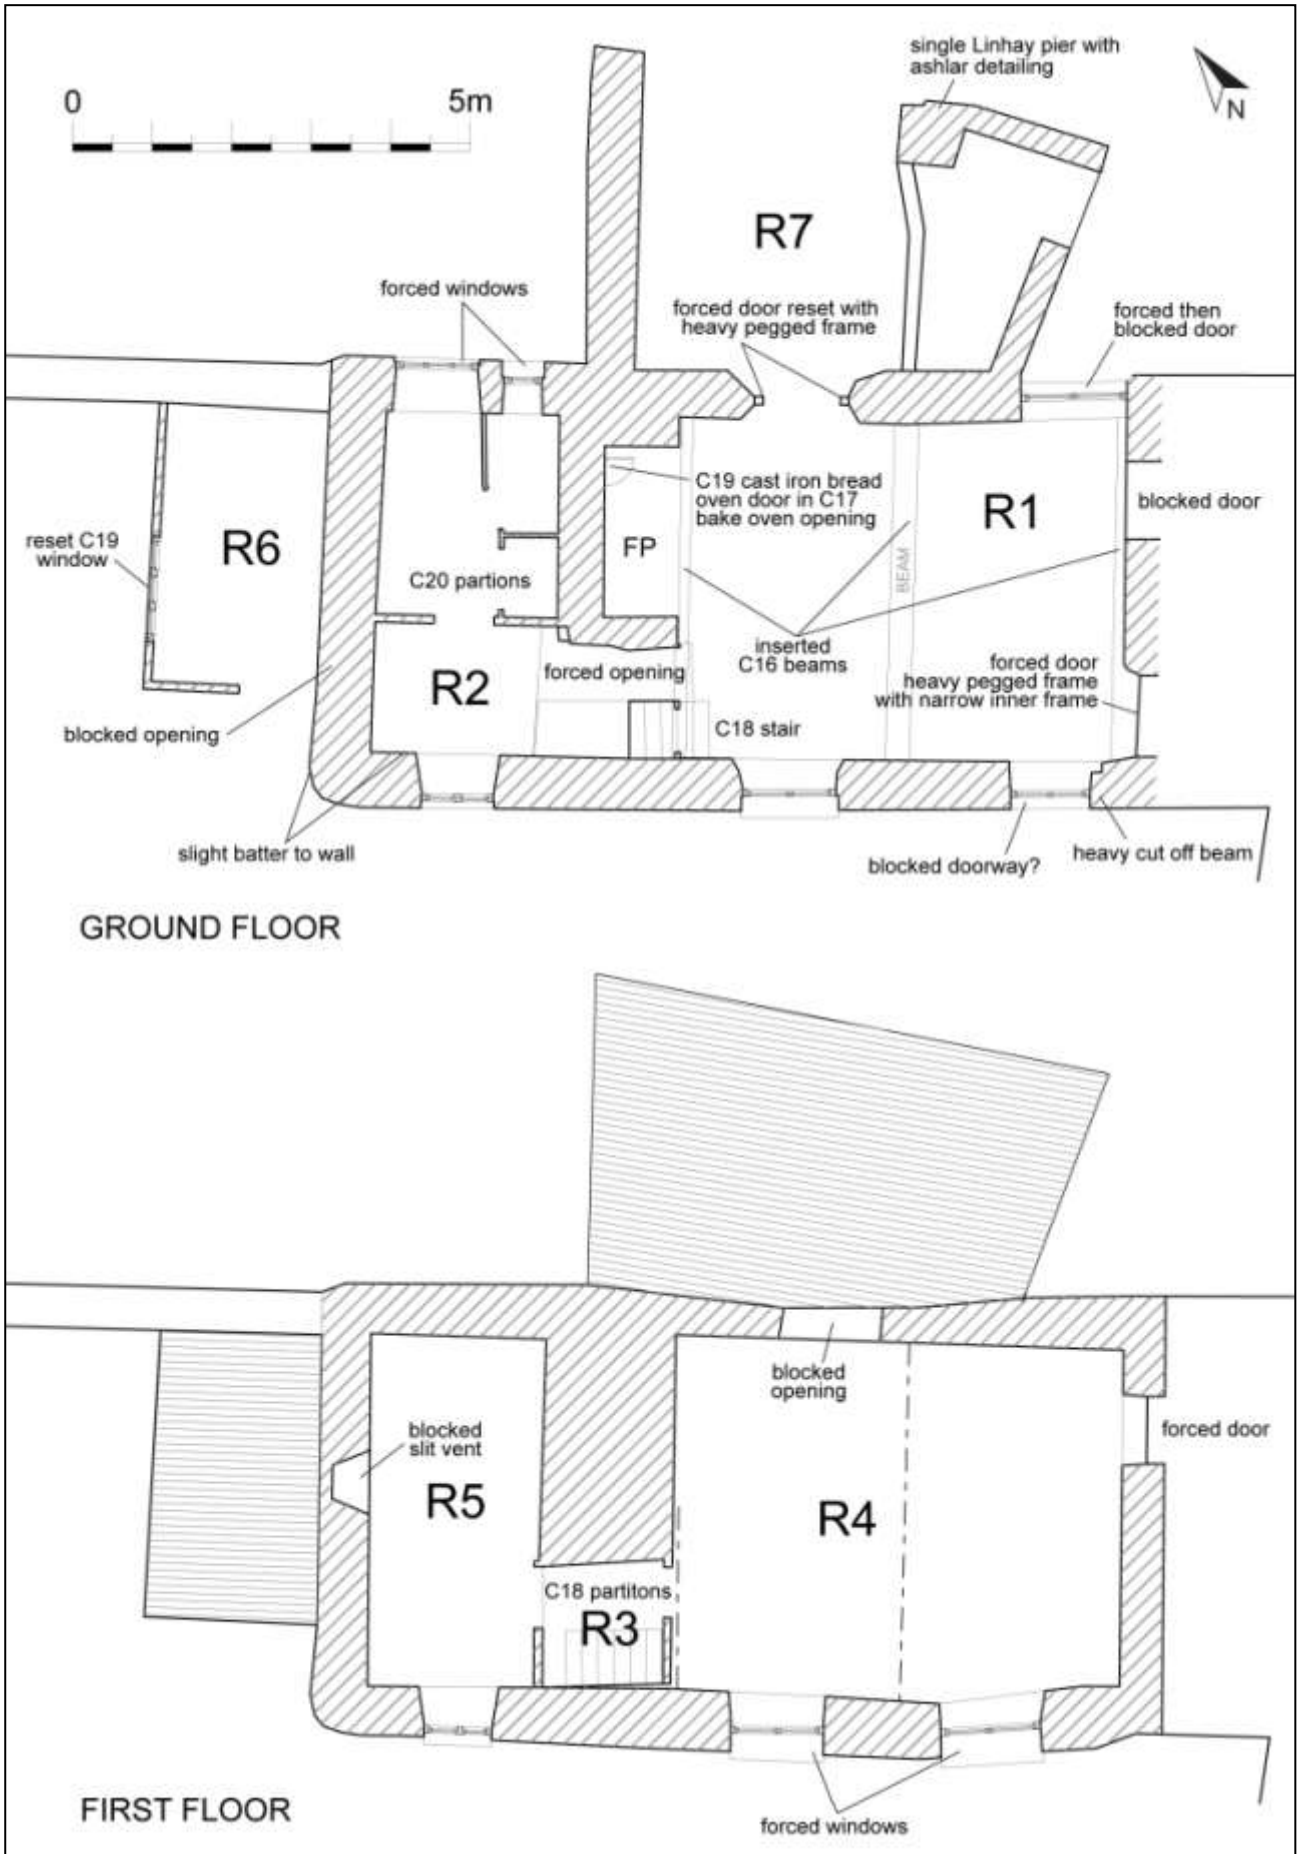 single Linhay pier with
ashlar detailing
0
5m
N
R7
forced windows
forced door reset with
heavy pegged frame
forced then
blocked door
C19 cast iron bread
oven door in C17
bake oven opening
R1
blocked door
reset C19
window
R6
FP
BEAM
C20 partions
inserted
C16 beams
forced opening
forced door
heavy pegged frame
with narrow inner frame
R2
blocked opening
C18 stair
slight batter to wall
blocked doorway?
heavy cut off beam
GROUND FLOOR
blocked
opening
forced door
blocked
slit vent
R5
R4
C18 partitons
R3
FIRST FLOOR
forced windows